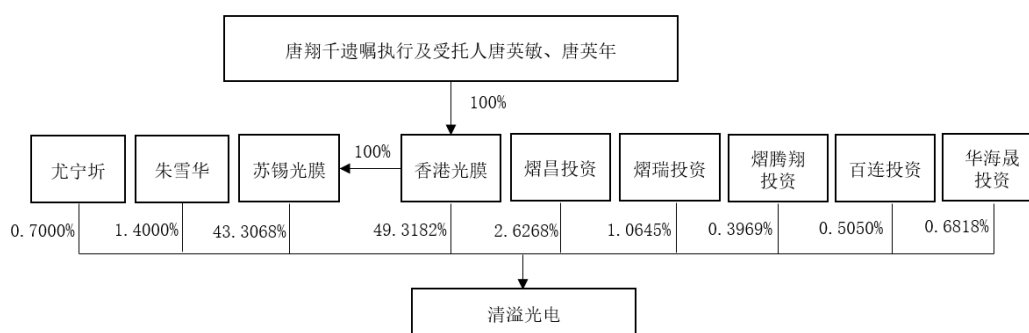 唐翔千遗嘱执行及受托人唐英敏、唐英年
100%
尤宁圻
朱雪华
苏锡光膜
100%
香港光膜
熠昌投资
熠瑞投资
熠腾翔
投资
百连投资
华海晟
投资
0.7000%
1.4000%
43.3068%
49.3182%
2.6268%
1.0645%
0.3969%
0.5050%
0.6818%
清溢光电